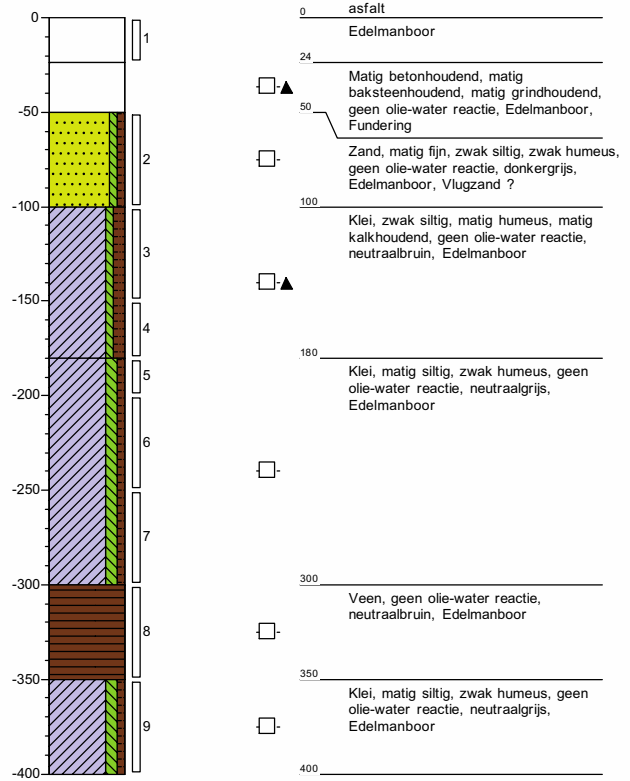 0
asfalt
0
Edelmanboor
1
24
Matig betonhoudend, matig
baksteenhoudend, matig grindhoudend,
geen olie-water reactie, Edelmanboor,
Fundering
-50
50
Zand, matig fijn, zwak siltig, zwak humeus,
geen olie-water reactie, donkergrijs,
Edelmanboor, Vlugzand ?
2
-100
100
Klei, zwak siltig, matig humeus, matig
kalkhoudend, geen olie-water reactie,
neutraalbruin, Edelmanboor
3
-150
4
180
Klei, matig siltig, zwak humeus, geen
olie-water reactie, neutraalgrijs,
Edelmanboor
5
-200
6
-250
7
-300
300
Veen, geen olie-water reactie,
neutraalbruin, Edelmanboor
8
-350
350
Klei, matig siltig, zwak humeus, geen
olie-water reactie, neutraalgrijs,
Edelmanboor
9
-400
400